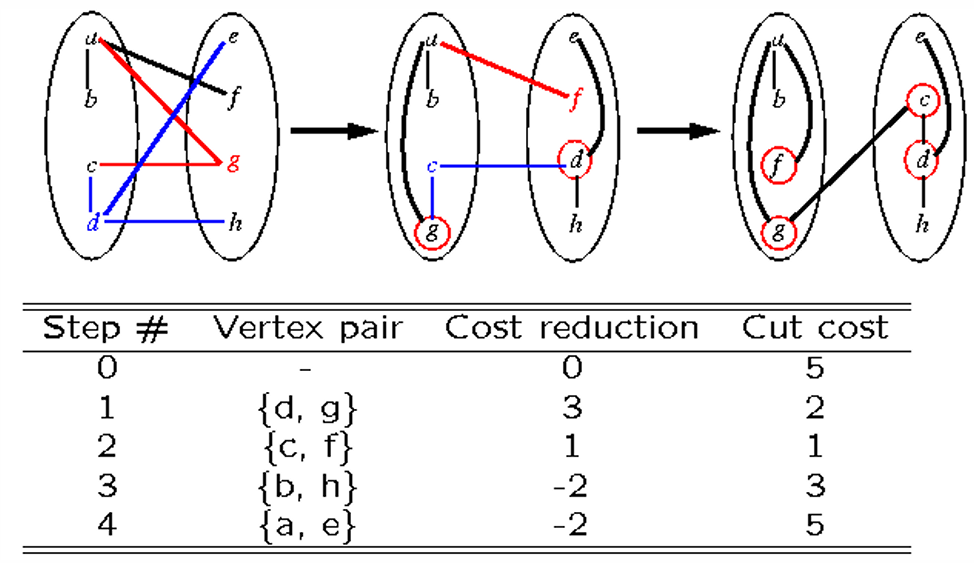 a e a e a e
b f b f b c
c g c d f d
d h g h g h
Step # Vertex pair Cost reduction Cut cost
0 - 0 5
1 {d, g} 3 2
2 {c, f} 1 1
3 {b, h} -2 3
4 {a, e} -2 5